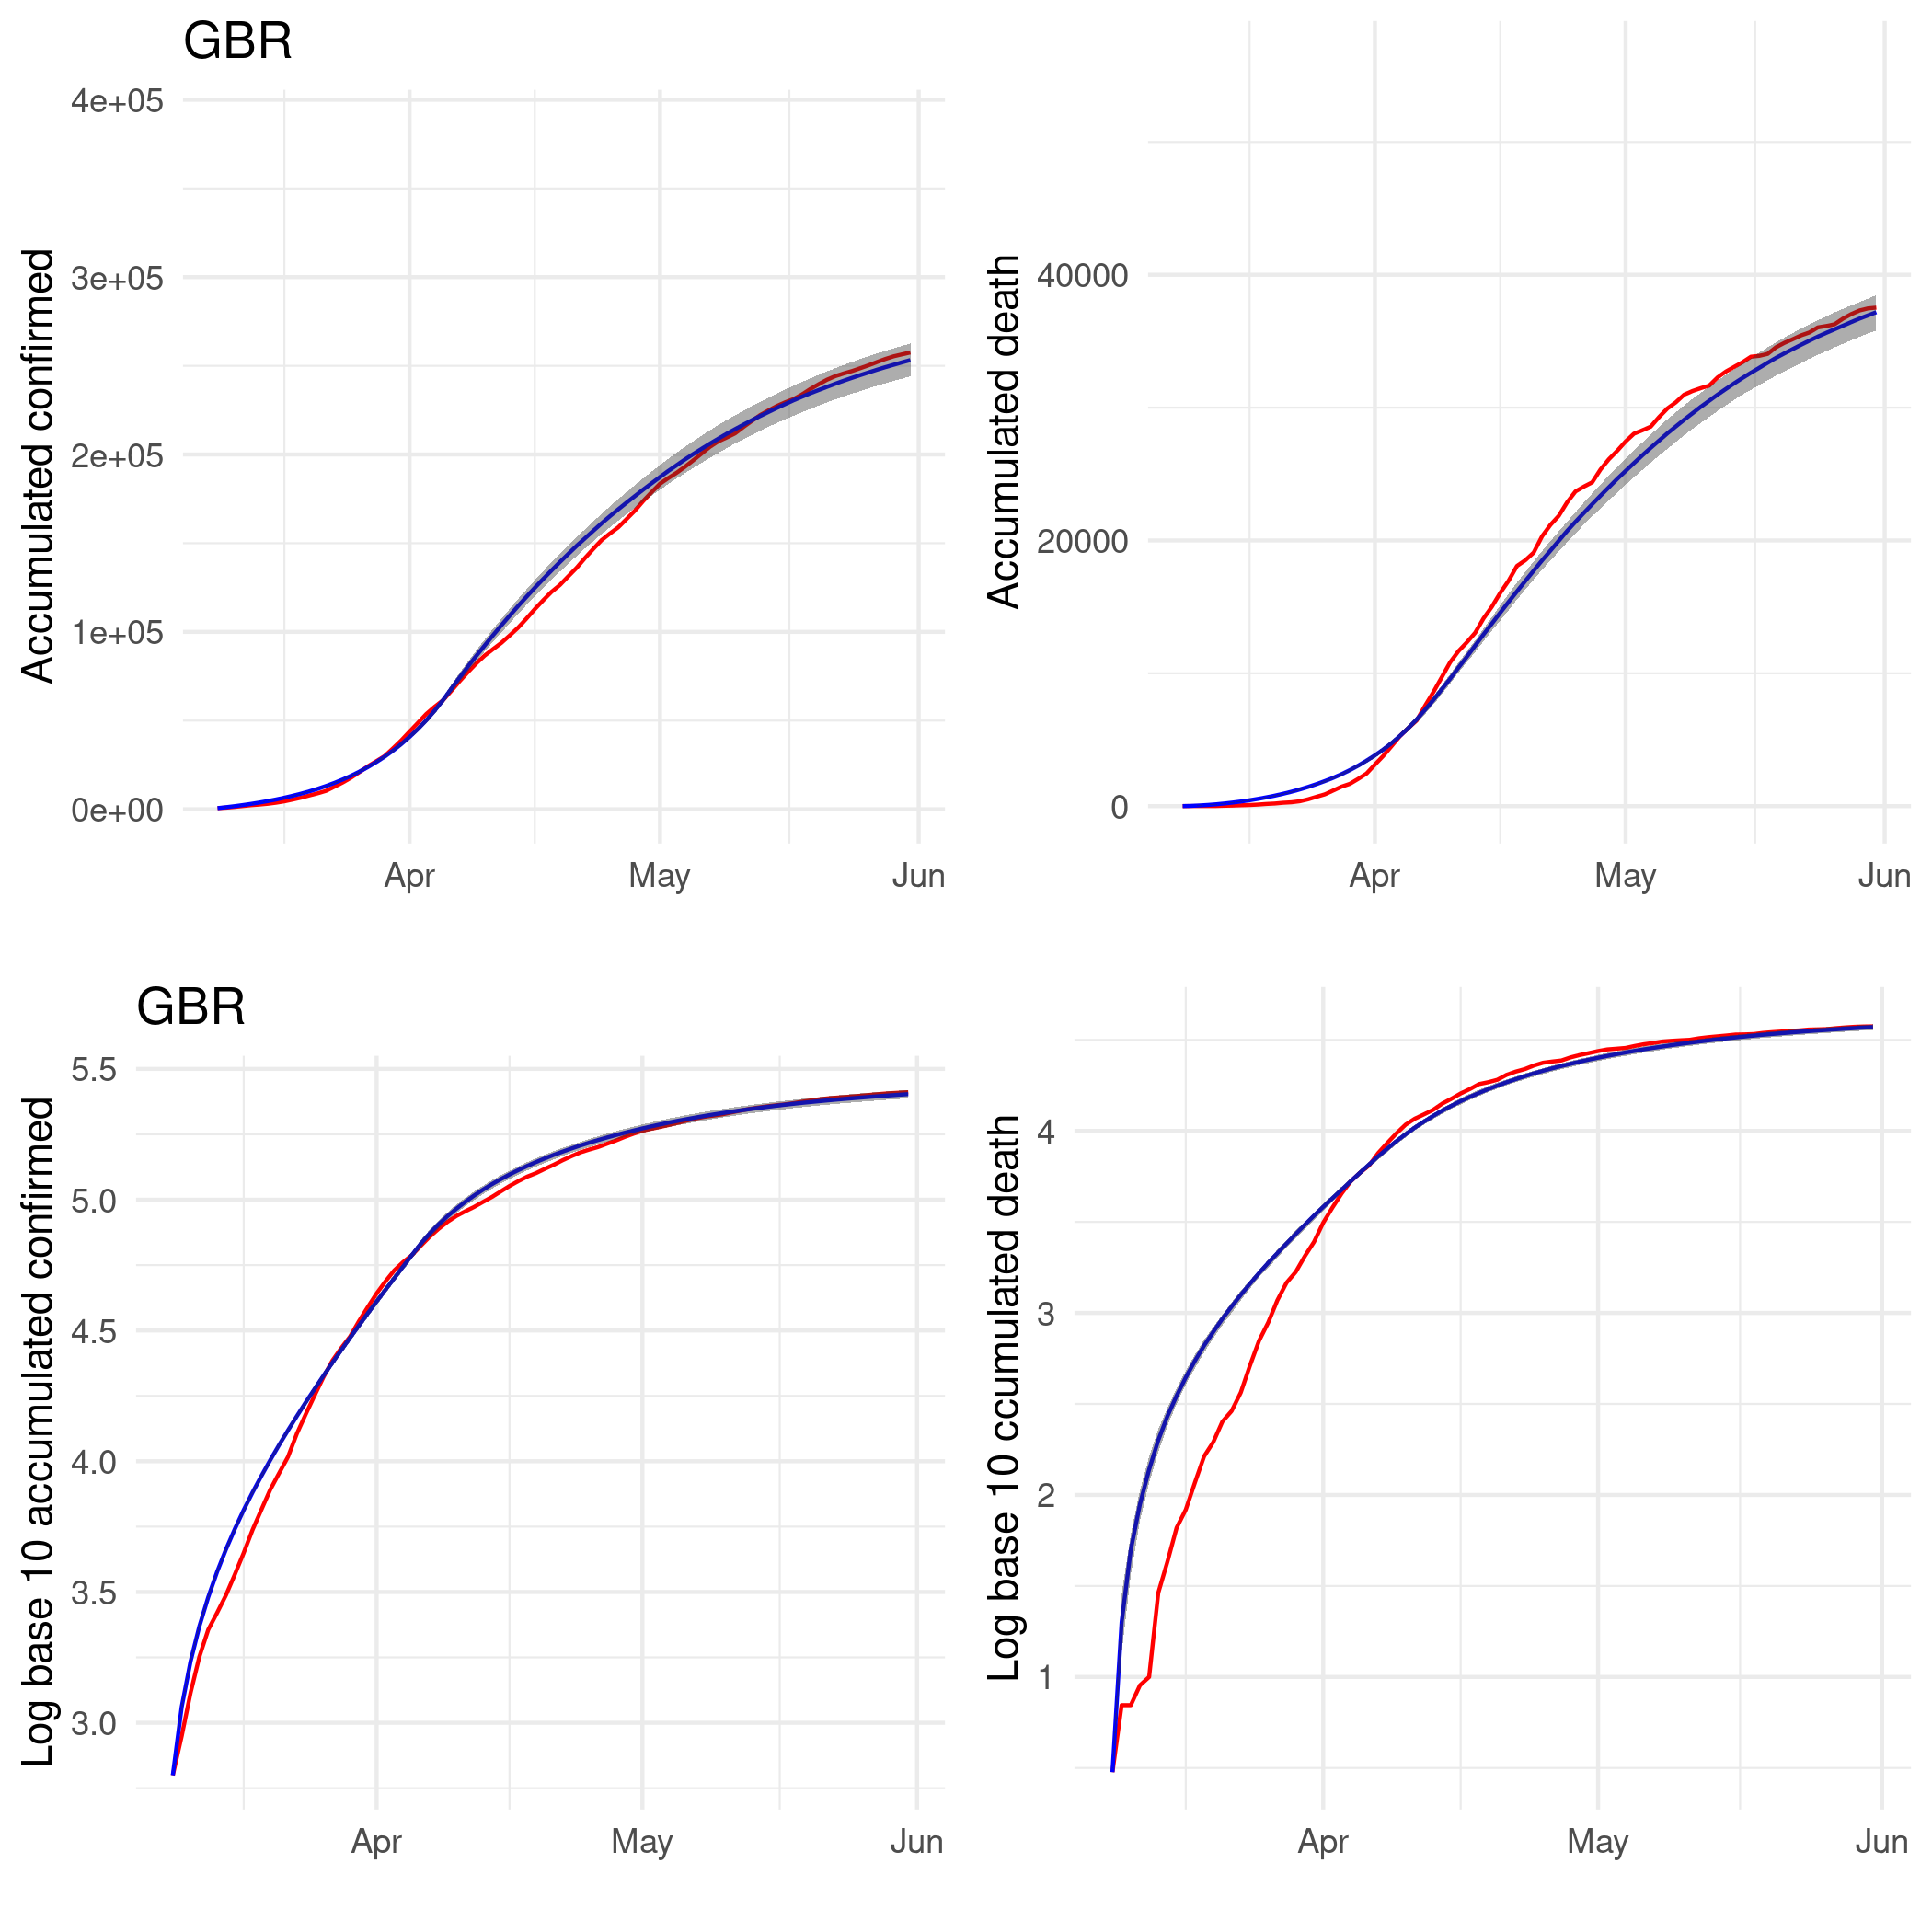 GBR
Accumulated confirmed
4e+05
3e+05
2e+05
1e+05
0e+00
Apr May Jun
Accumulated death
40000
20000
0
Apr May Jun
GBR
Log base 10 accumulated confirmed
5.5
5.0
4.5
4.0
3.5
3.0
Apr May Jun
Log base 10 ccumulated death
4
3
2
1
Apr May Jun